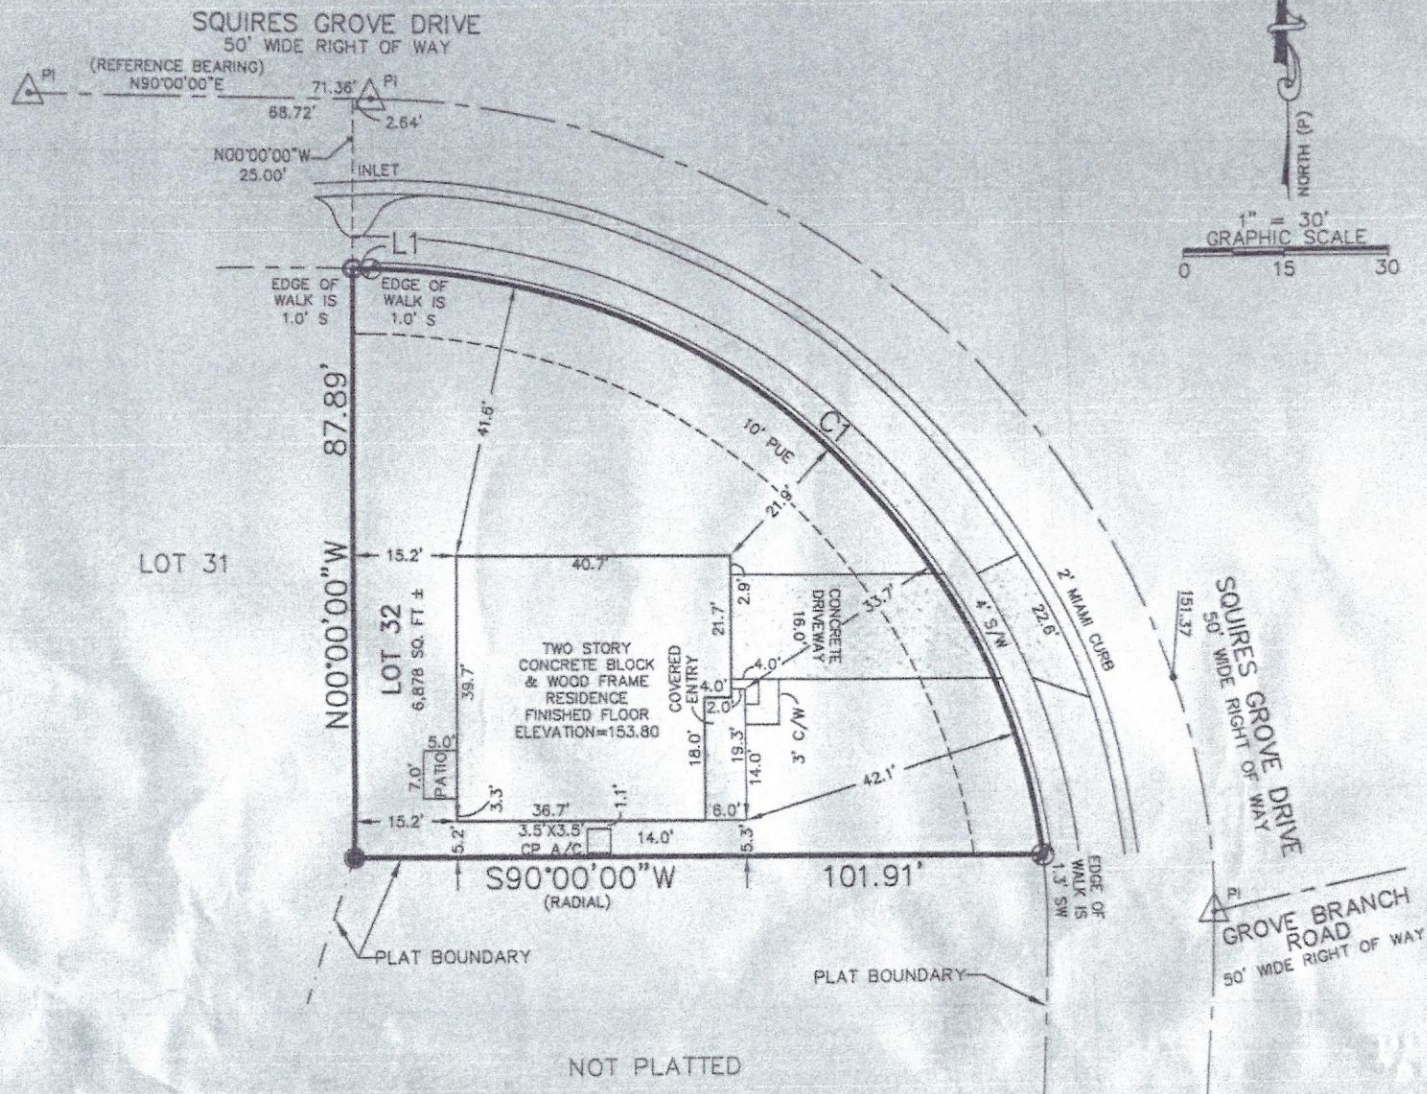 SQUIRES GROVE DRIVE
50' WIDE RIGHT OF WAY
(REFERENCE BEARING)
N90°00'00"E
PI
71.36'
PI
68.72'
2.64'
N00°00'00"W
25.00'
INLET
NORTH (P)
1" = 30'
GRAPHIC SCALE
0 15 30
L1
EDGE OF
WALK IS
1.0' S
EDGE OF
WALK IS
1.0' S
87.89'
N00°00'00"W
41.6'
C1
10' PUE
21.9'
LOT 31
15.2'
40.7'
LOT 32
6,878 SQ. FT ±
39.7'
TWO STORY
CONCRETE BLOCK
& WOOD FRAME
RESIDENCE
FINISHED FLOOR
ELEVATION=153.80
COVERED
ENTRY
21.7'
2.9'
CONCRETE
DRIVEWAY
16.0'
33.7'
4.0'
4.0'
2.0'
18.0'
19.3'
14.0'
3' C/W
4' S/W
22.6'
2' MIAMI CURB
151.37
SQUIRES GROVE DRIVE
50' WIDE RIGHT OF WAY
5.0'
7.0'
PATIO
3.3'
42.1'
15.2'
36.7'
1.1'
6.0'
5.2'
3.5'X3.5'
CP A/C
14.0'
5.3'
S90°00'00"W
(RADIAL)
101.91'
EDGE OF
WALK IS
1.3' SW
PI
GROVE BRANCH
ROAD
50' WIDE RIGHT OF WAY
PLAT BOUNDARY
PLAT BOUNDARY
NOT PLATTED